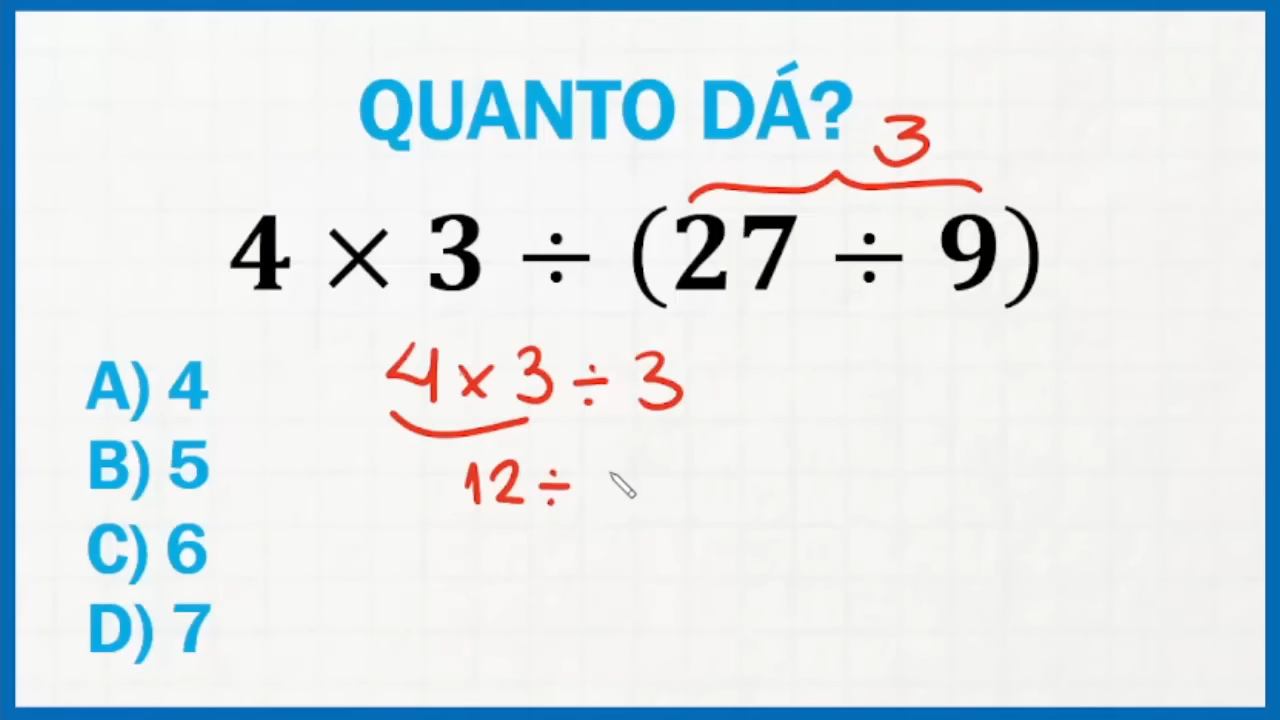 QUANTO DÁ?
3
4 × 3 ÷ (27 ÷ 9)
4 × 3 ÷ 3
12 ÷
A) 4
B) 5
C) 6
D) 7